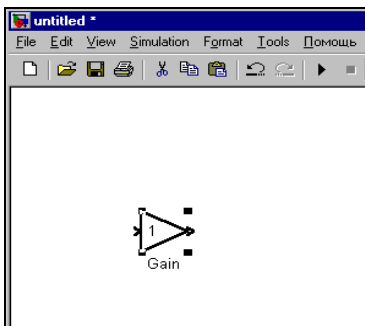 untitled *
File Edit View Simulation Format Tools Помощь
1
Gain